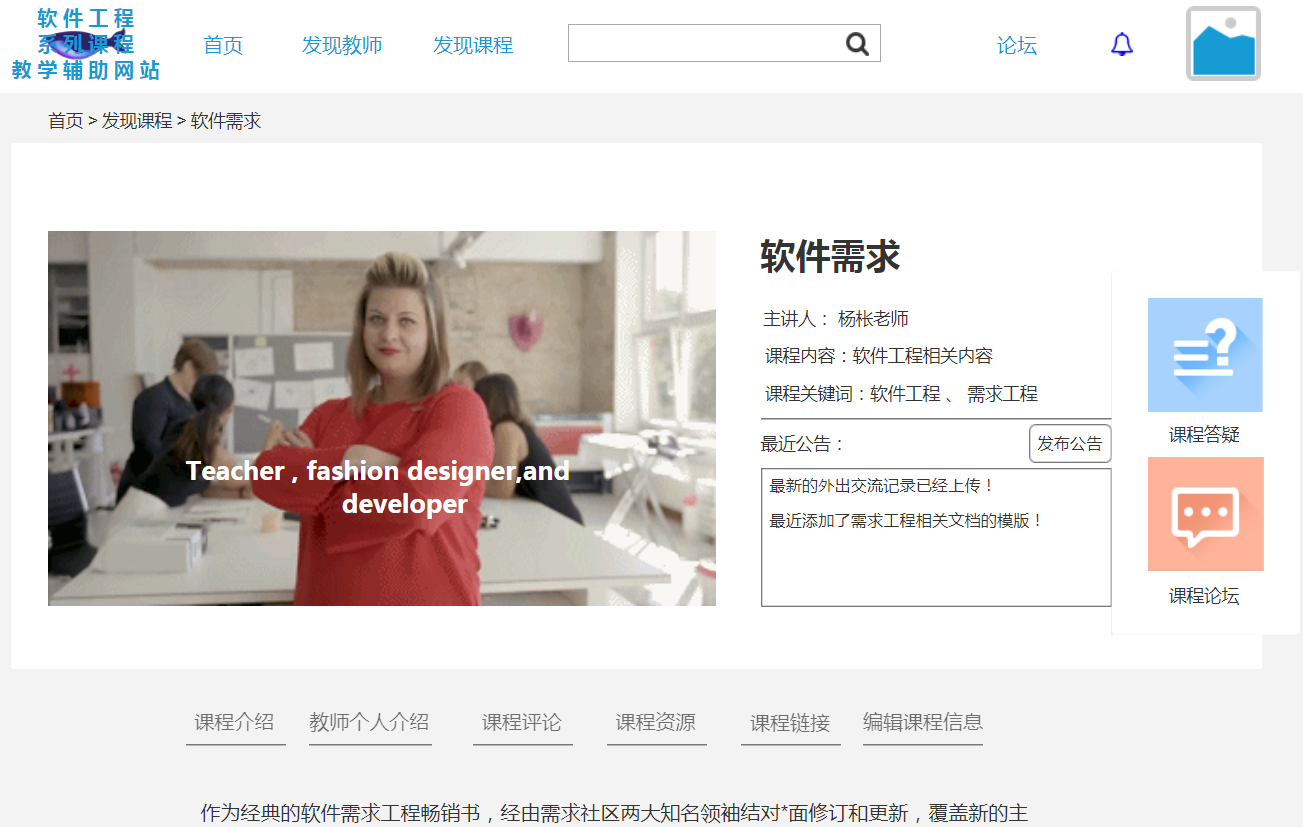 软件工程
系列课程
教学辅助网站
首页
发现教师
发现课程
论坛
首页 > 发现课程 > 软件需求
软件需求
主讲人： 杨枨老师
课程内容：软件工程相关内容
课程关键词：软件工程 、 需求工程
最近公告：
发布公告
最新的外出交流记录已经上传！
最近添加了需求工程相关文档的模版！
Teacher , fashion designer,and
developer
课程答疑
课程论坛
课程介绍
教师个人介绍
课程评论
课程资源
课程链接
编辑课程信息
作为经典的软件需求工程畅销书，经由需求社区两大知名领袖结对*面修订和更新，覆盖新的主